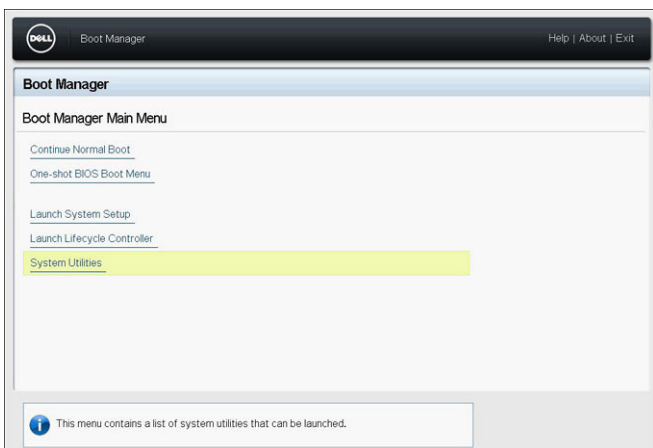 DELL Boot Manager Help | About | Exit
Boot Manager
Boot Manager Main Menu
Continue Normal Boot
One-shot BIOS Boot Menu
Launch System Setup
Launch Lifecycle Controller
System Utilities
This menu contains a list of system utilities that can be launched.